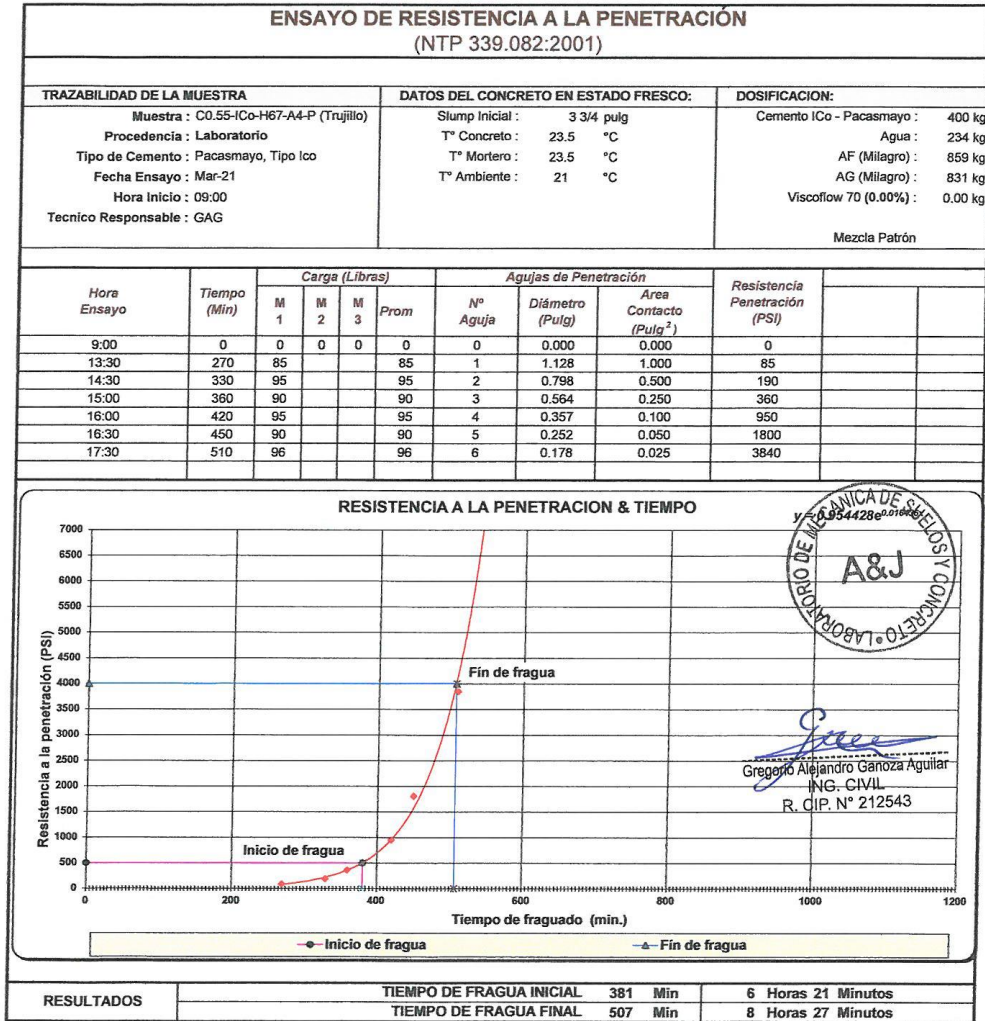 ENSAYO DE RESISTENCIA A LA PENETRACIÓN
(NTP 339.082:2001)
TRAZABILIDAD DE LA MUESTRA
Muestra : C0.55-ICo-H67-A4-P (Trujillo)
Procedencia : Laboratorio
Tipo de Cemento : Pacasmayo, Tipo Ico
Fecha Ensayo : Mar-21
Hora Inicio : 09:00
Tecnico Responsable : GAG
DATOS DEL CONCRETO EN ESTADO FRESCO:
Slump Inicial : 3 3/4 pulg
T° Concreto : 23.5 °C
T° Mortero : 23.5 °C
T° Ambiente : 21 °C
DOSIFICACION:
Cemento ICo - Pacasmayo : 400 kg
Agua : 234 kg
AF (Milagro) : 859 kg
AG (Milagro) : 831 kg
Viscoflow 70 (0.00%) : 0.00 kg
Mezcla Patrón
Hora Ensayo Tiempo (Min) Carga (Libras) M 1 M 2 M 3 Prom Agujas de Penetración Nº Aguja Diámetro (Pulg) Area Contacto (Pulg²) Resistencia Penetración (PSI)
9:00 0 0 0 0 0 0 0.000 0.000 0
13:30 270 85 85 1 1.128 1.000 85
14:30 330 95 95 2 0.798 0.500 190
15:00 360 90 90 3 0.564 0.250 360
16:00 420 95 95 4 0.357 0.100 950
16:30 450 90 90 5 0.252 0.050 1800
17:30 510 96 96 6 0.178 0.025 3840
RESISTENCIA A LA PENETRACION & TIEMPO
LABORATORIO DE MECANICA DE SUELOS Y CONCRETO
A&J
Resistencia a la penetración (PSI)
7000
6500
6000
5500
5000
4500
4000
3500
3000
2500
2000
1500
1000
500
0
Fín de fragua
Inicio de fragua
Gregorio Alejandro Ganoza Aguilar
ING. CIVIL
R. CIP. N° 212543
0 200 400 600 800 1000 1200
Tiempo de fraguado (min.)
Inicio de fragua Fín de fragua
RESULTADOS
TIEMPO DE FRAGUA INICIAL 381 Min 6 Horas 21 Minutos
TIEMPO DE FRAGUA FINAL 507 Min 8 Horas 27 Minutos